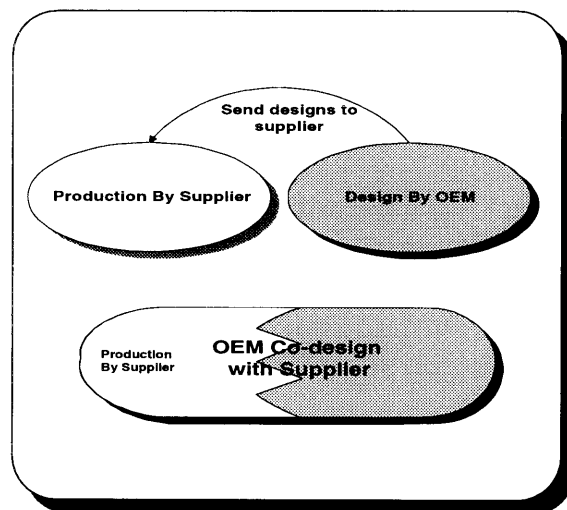 Send designs to
supplier
Production By Supplier
Design By OEM
Production
By Supplier
OEM Co-design
with Supplier